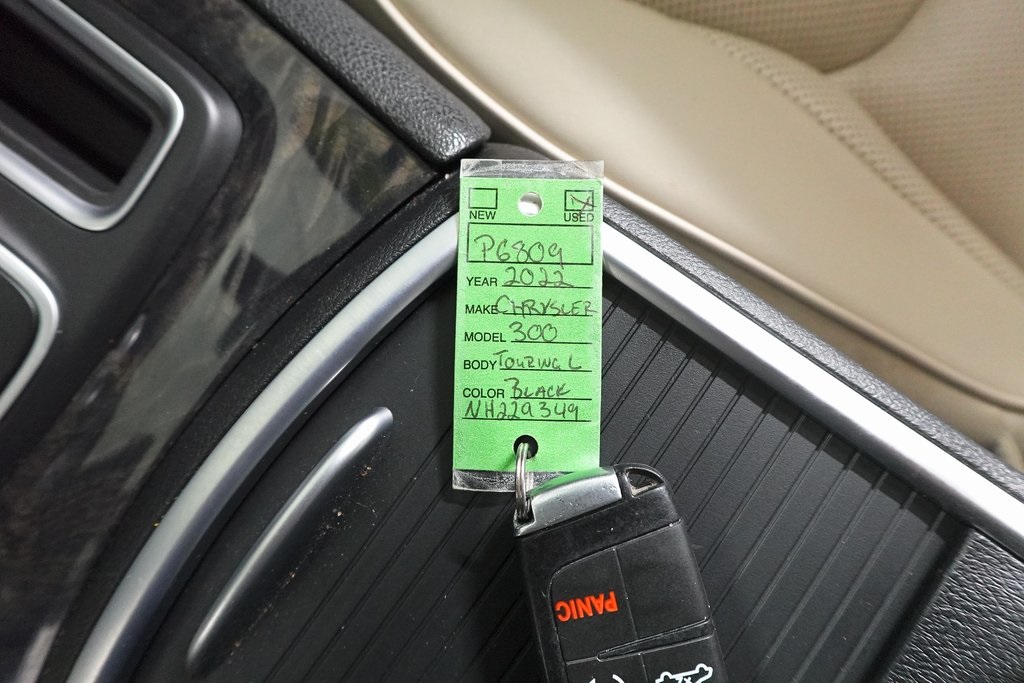 NEW USED
P6809
YEAR 2022
MAKE CHRYSLER
MODEL 300
BODY TOURING L
COLOR BLACK
NH229349
PANIC